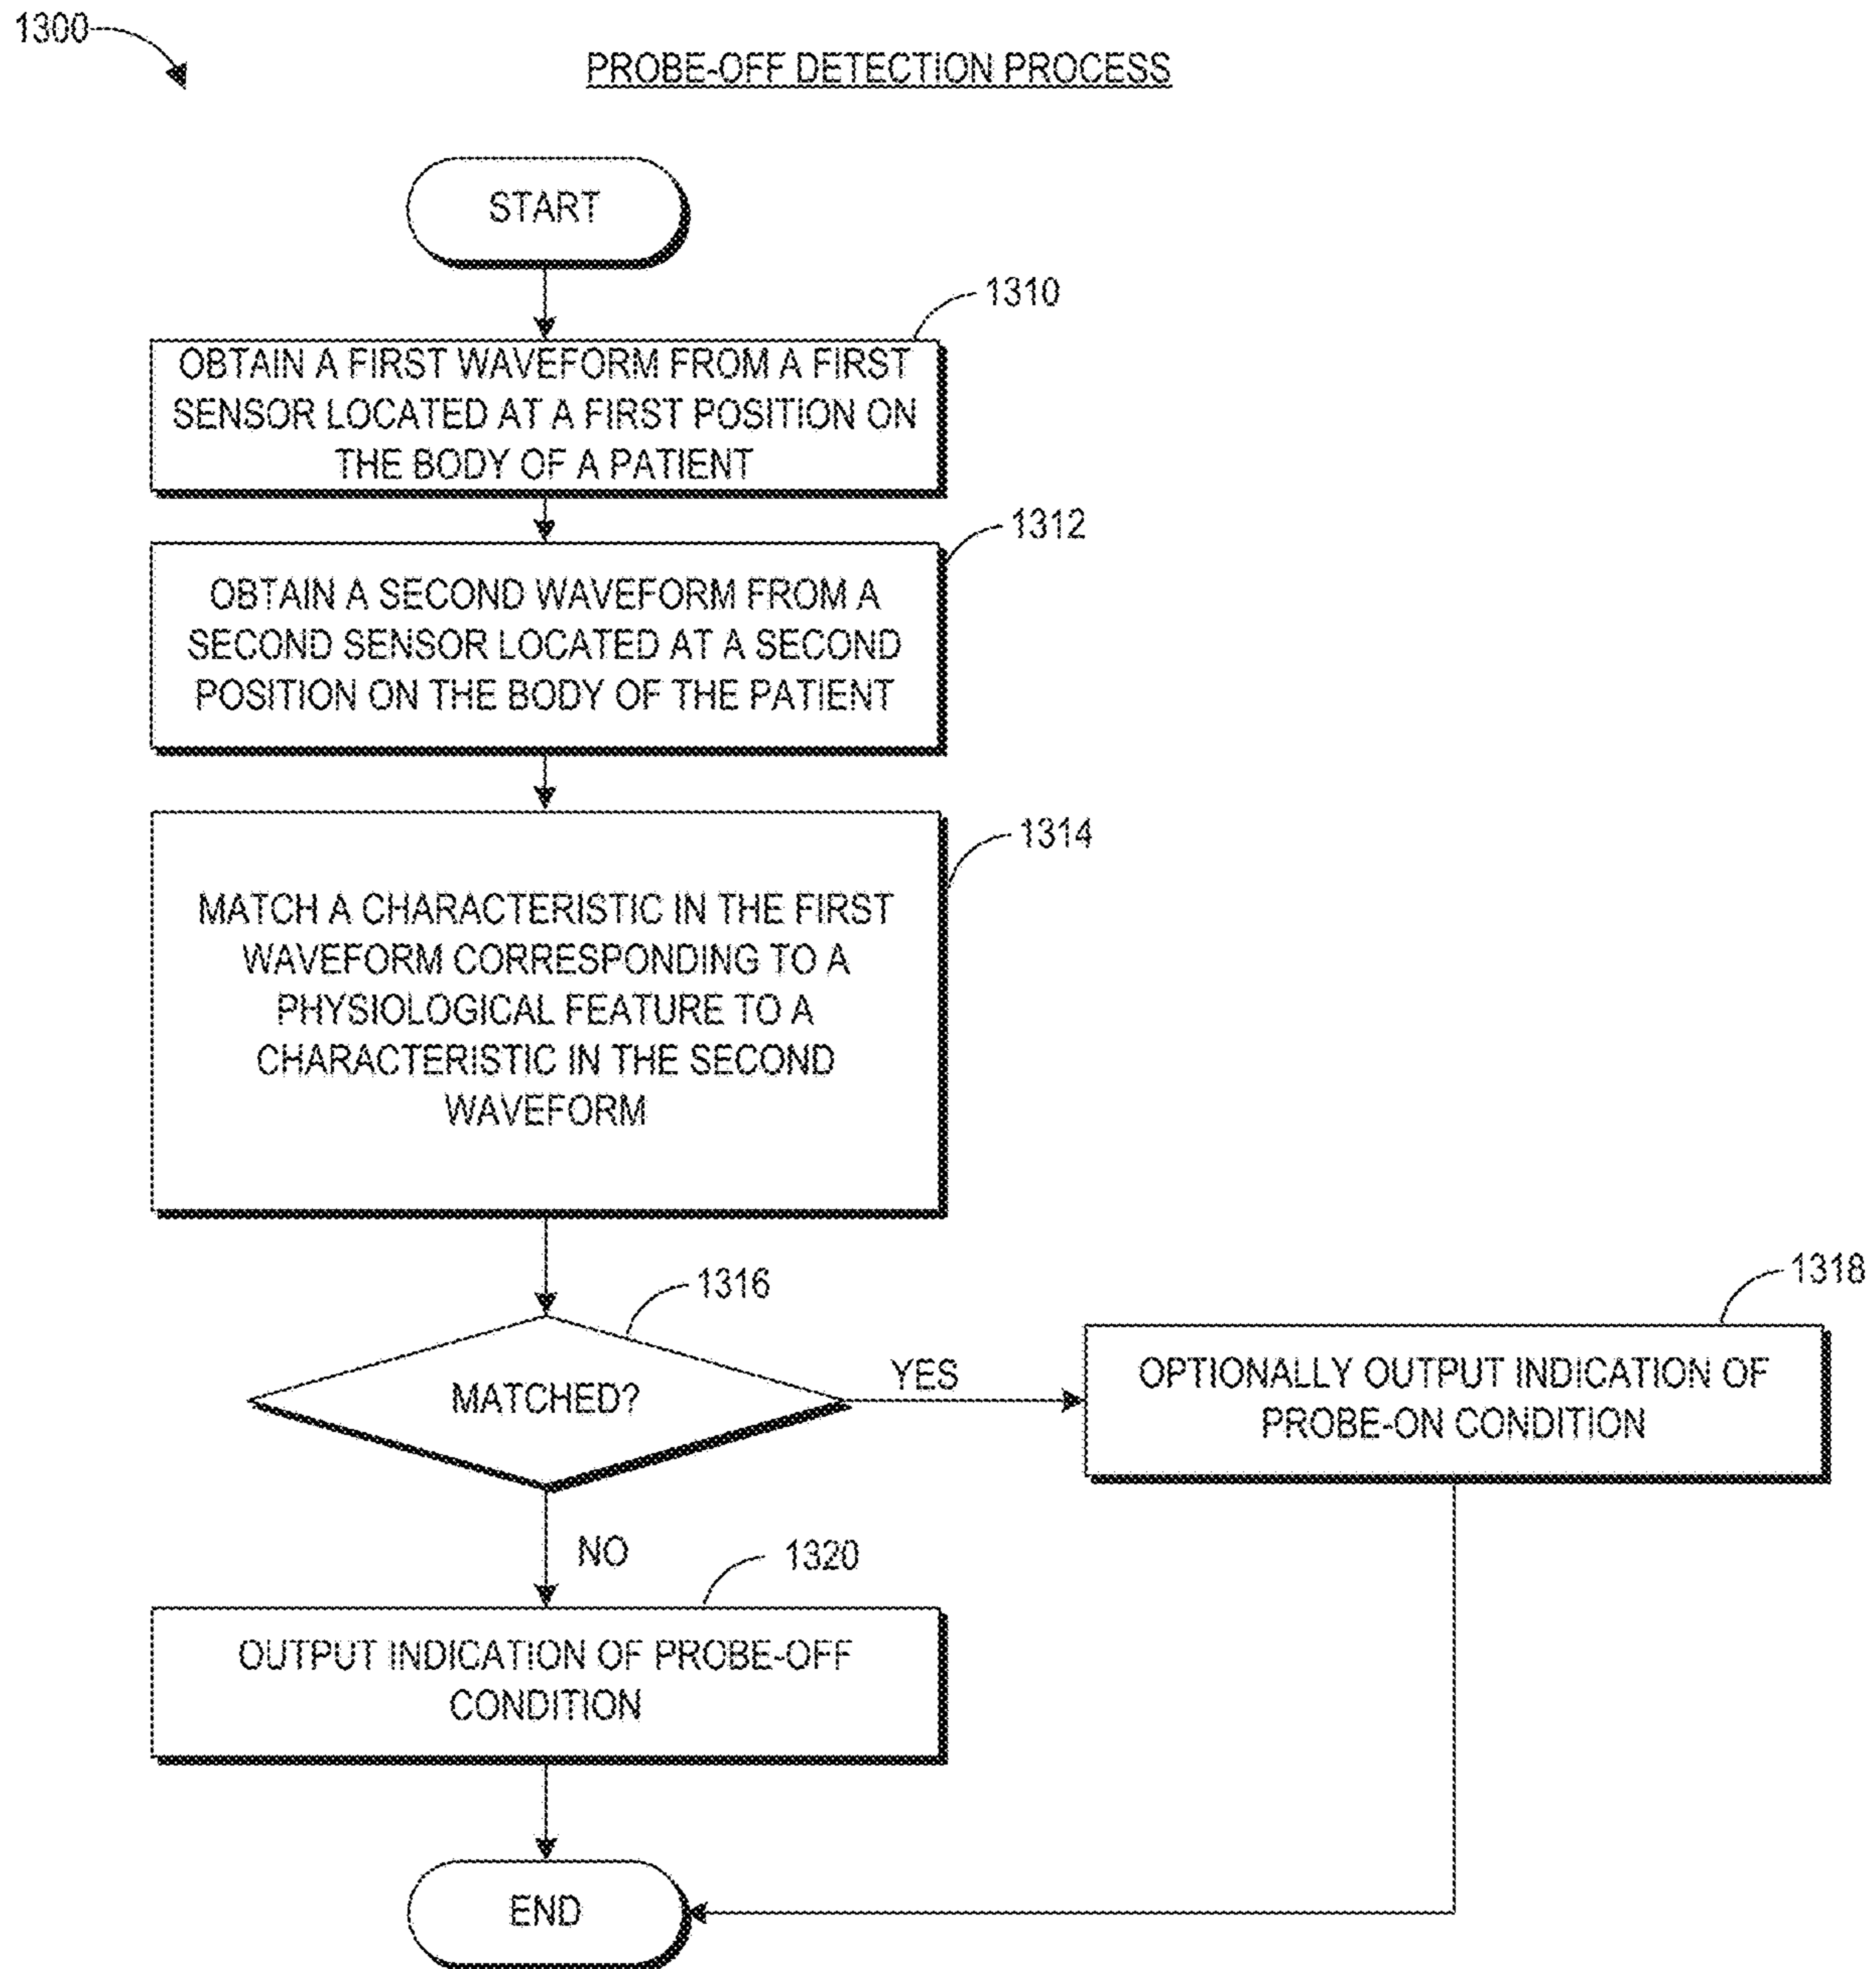 1300
PROBE-OFF DETECTION PROCESS
START
1310
OBTAIN A FIRST WAVEFORM FROM A FIRST
SENSOR LOCATED AT A FIRST POSITION ON
THE BODY OF A PATIENT
1312
OBTAIN A SECOND WAVEFORM FROM A
SECOND SENSOR LOCATED AT A SECOND
POSITION ON THE BODY OF THE PATIENT
1314
MATCH A CHARACTERISTIC IN THE FIRST
WAVEFORM CORRESPONDING TO A
PHYSIOLOGICAL FEATURE TO A
CHARACTERISTIC IN THE SECOND
WAVEFORM
1316
MATCHED?
YES
1318
OPTIONALLY OUTPUT INDICATION OF
PROBE-ON CONDITION
NO
1320
OUTPUT INDICATION OF PROBE-OFF
CONDITION
END